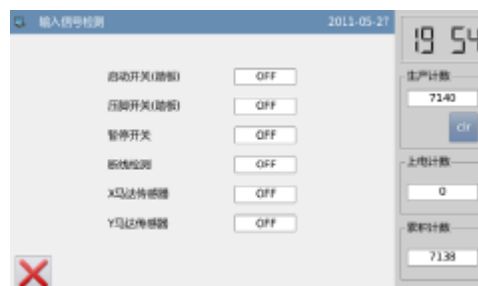 输入信号检测 2011-05-27
19 54
启动开关(踏板) OFF
压脚开关(踏板) OFF
暂停开关 OFF
断线检测 OFF
X马达传感器 OFF
Y马达传感器 OFF
生产计数
7140
clr
上电计数
0
累积计数
7138